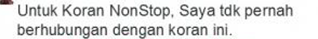 Untuk Koran NonStop, Saya tdk pernah
berhubungan dengan koran ini.